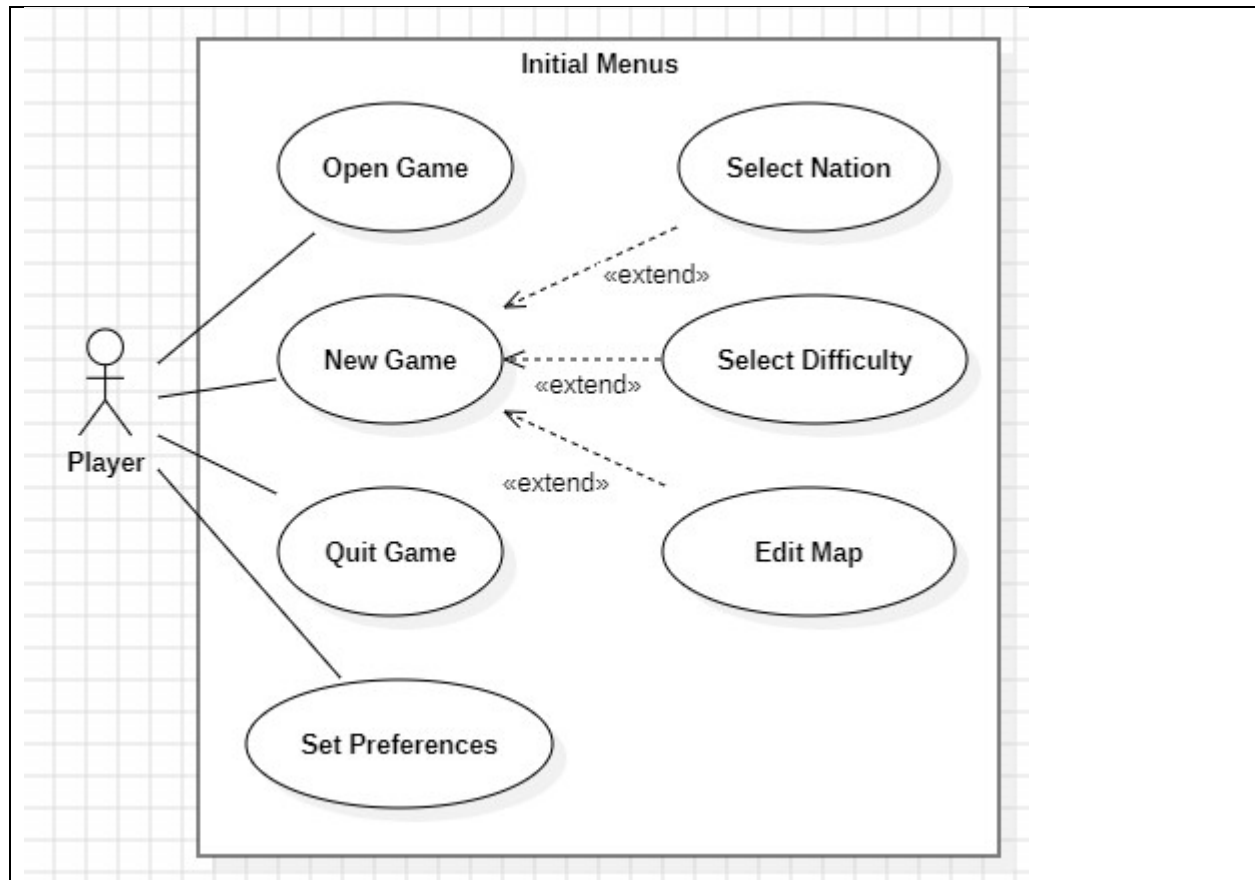 Initial Menus
Open Game
Select Nation
«extend»
New Game
Select Difficulty
«extend»
Player
«extend»
Quit Game
Edit Map
Set Preferences